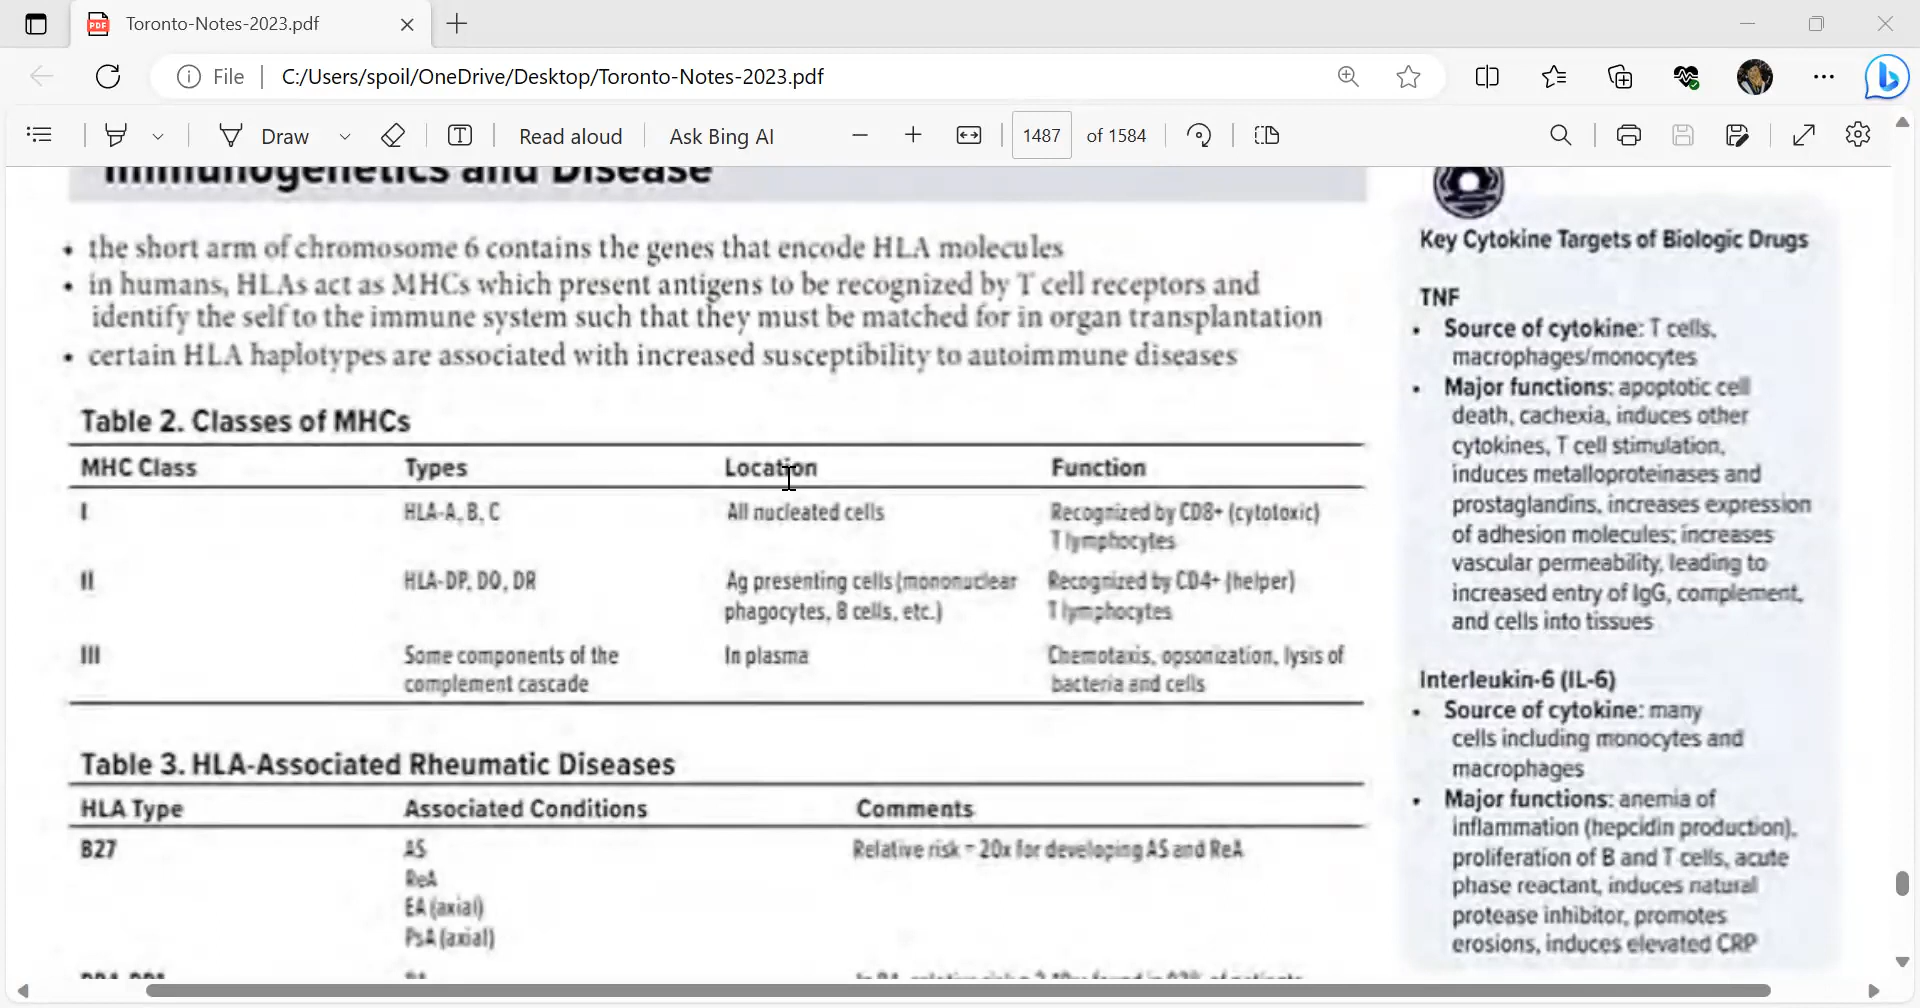 Toronto-Notes-2023.pdf
File
C:/Users/spoil/OneDrive/Desktop/Toronto-Notes-2023.pdf
Draw
Read aloud
Ask Bing AI
1487 of 1584
Immunogenetics and Disease
• the short arm of chromosome 6 contains the genes that encode HLA molecules
• in humans, HLAs act as MHCs which present antigens to be recognized by T cell receptors and
identify the self to the immune system such that they must be matched for in organ transplantation
• certain HLA haplotypes are associated with increased susceptibility to autoimmune diseases
Table 2. Classes of MHCs
MHC Class Types Location Function
I HLA-A, B, C All nucleated cells Recognized by CD8+ (cytotoxic)
T lymphocytes
II HLA-DP, DQ, DR Ag presenting cells (mononuclear Recognized by CD4+ (helper)
phagocytes, B cells, etc.) T lymphocytes
III Some components of the In plasma Chemotaxis, opsonization, lysis of
complement cascade bacteria and cells
Table 3. HLA-Associated Rheumatic Diseases
HLA Type Associated Conditions Comments
B27 AS Relative risk = 20x for developing AS and ReA
ReA
EA (axial)
PsA (axial)
Key Cytokine Targets of Biologic Drugs
TNF
• Source of cytokine: T cells,
macrophages/monocytes
• Major functions: apoptotic cell
death, cachexia, induces other
cytokines, T cell stimulation,
induces metalloproteinases and
prostaglandins, increases expression
of adhesion molecules; increases
vascular permeability, leading to
increased entry of IgG, complement,
and cells into tissues
Interleukin-6 (IL-6)
• Source of cytokine: many
cells including monocytes and
macrophages
• Major functions: anemia of
inflammation (hepcidin production),
proliferation of B and T cells, acute
phase reactant, induces natural
protease inhibitor, promotes
erosions, induces elevated CRP